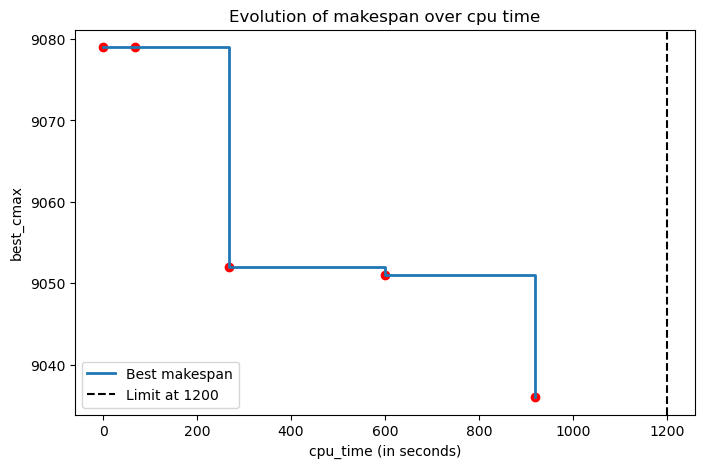 Evolution of makespan over cpu time
best_cmax
9080
9070
9060
9050
9040
Best makespan
Limit at 1200
0
200
400
600
800
1000
1200
cpu_time (in seconds)